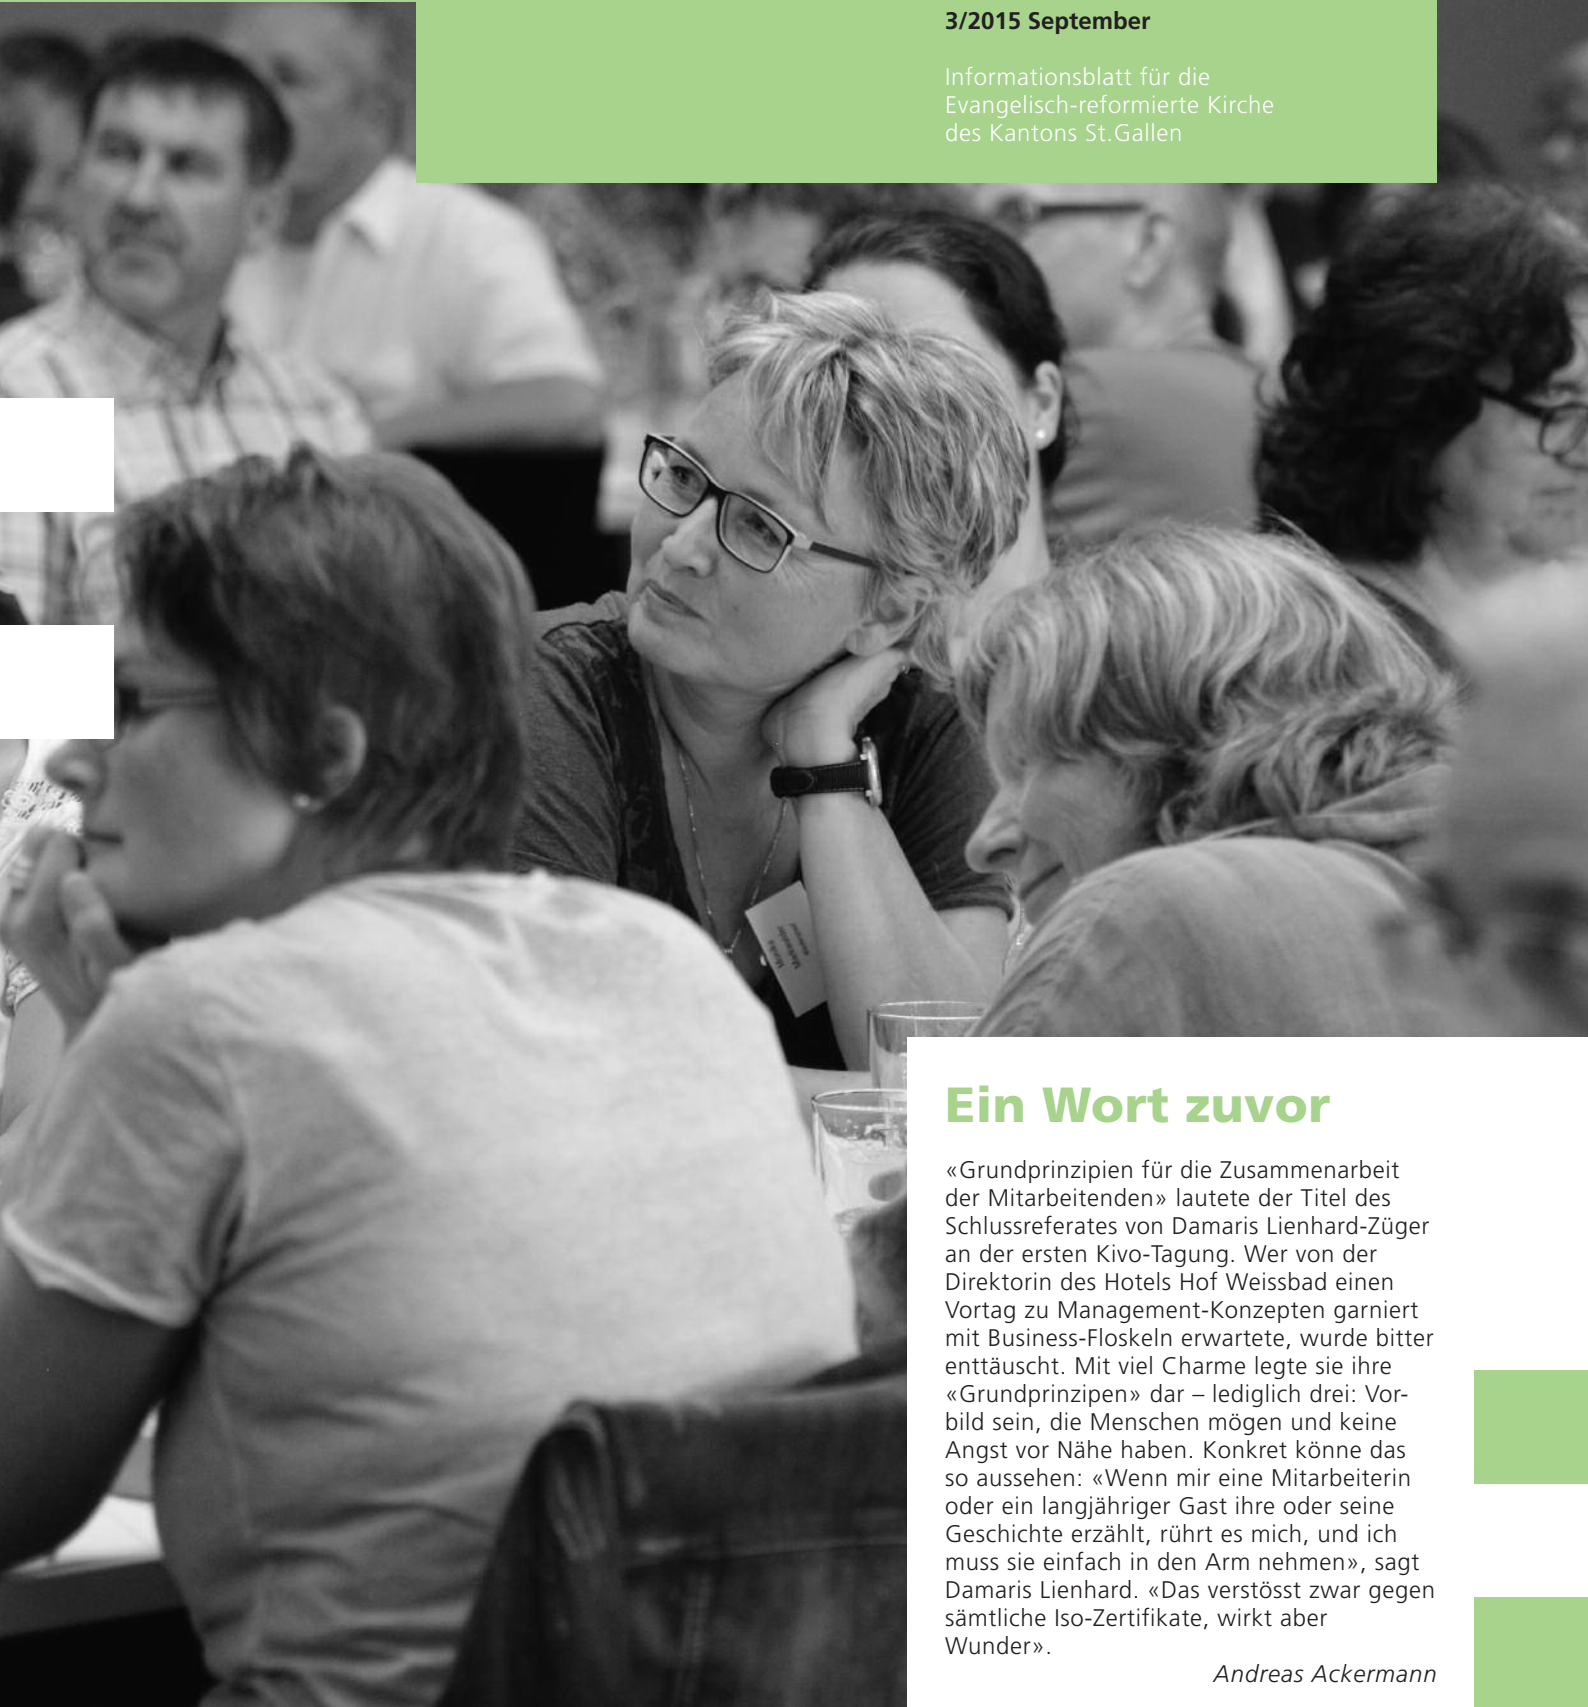 3/2015 September
Informationsblatt für die
Evangelisch-reformierte Kirche
des Kantons St.Gallen
Ein Wort zuvor
«Grundprinzipien für die Zusammenarbeit
der Mitarbeitenden» lautete der Titel des
Schlussreferates von Damaris Lienhard-Züger
an der ersten Kivo-Tagung. Wer von der
Direktorin des Hotels Hof Weissbad einen
Vortag zu Management-Konzepten garniert
mit Business-Floskeln erwartete, wurde bitter
enttäuscht. Mit viel Charme legte sie ihre
«Grundprinzipen» dar – lediglich drei: Vor-
bild sein, die Menschen mögen und keine
Angst vor Nähe haben. Konkret könne das
so aussehen: «Wenn mir eine Mitarbeiterin
oder ein langjähriger Gast ihre oder seine
Geschichte erzählt, rührt es mich, und ich
muss sie einfach in den Arm nehmen», sagt
Damaris Lienhard. «Das verstösst zwar gegen
sämtliche Iso-Zertifikate, wirkt aber
Wunder».
Andreas Ackermann